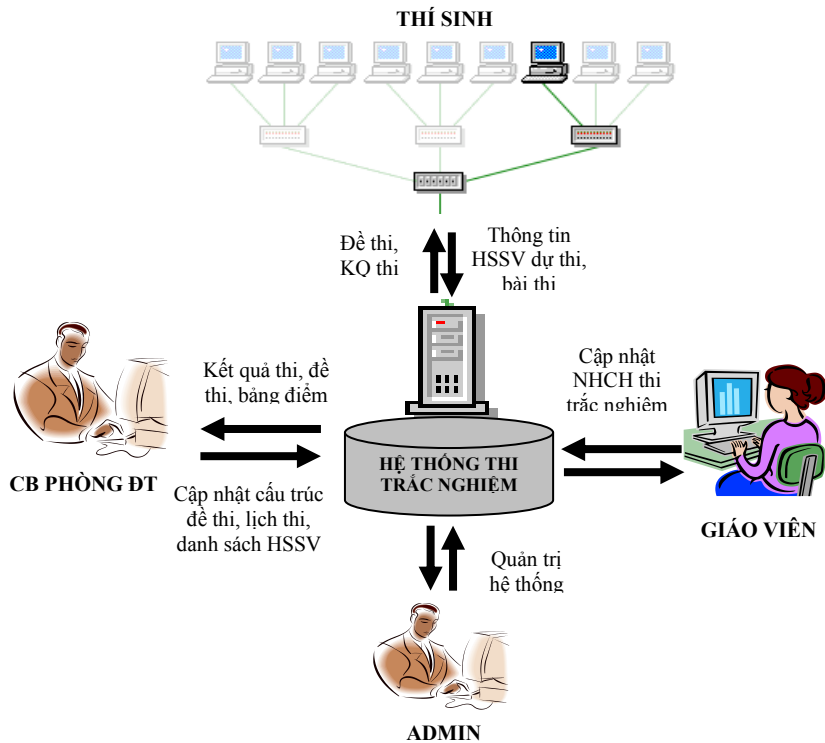 THÍ SINH
Đề thi,
KQ thi
Thông tin
HSSV dự thi,
bài thi
Kết quả thi, đề
thi, bảng điểm
Cập nhật
NHCH thi
trắc nghiệm
HỆ THỐNG THI
TRẮC NGHIỆM
CB PHÒNG ĐT
Cập nhật cấu trúc
đề thi, lịch thi,
danh sách HSSV
GIÁO VIÊN
Quản trị
hệ thống
ADMIN